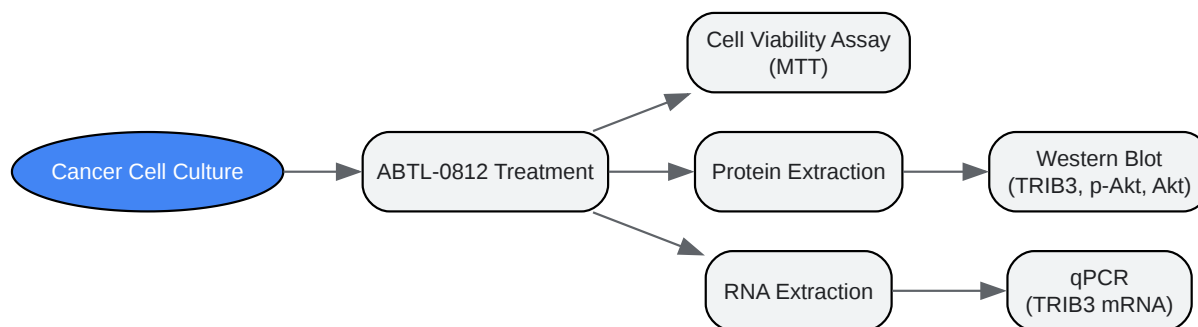 Cell Viability Assay
(MTT)
Cancer Cell Culture
ABTL-0812 Treatment
Protein Extraction
Western Blot
(TRIB3, p-Akt, Akt)
RNA Extraction
qPCR
(TRIB3 mRNA)